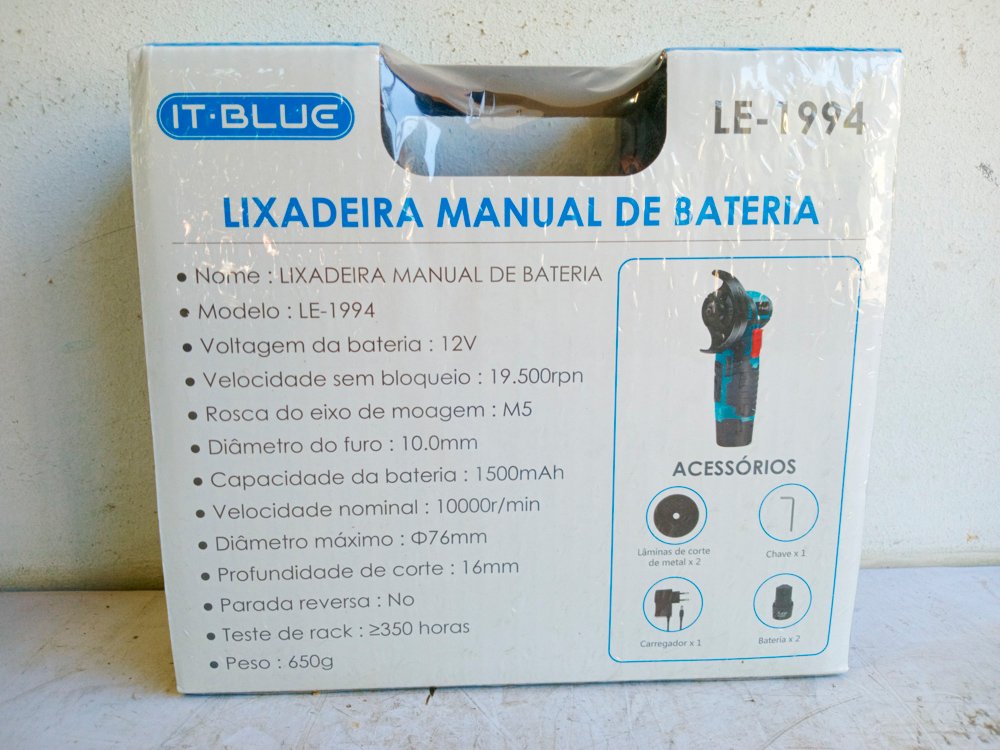 IT·BLUE
LE-1994
LIXADEIRA MANUAL DE BATERIA
• Nome : LIXADEIRA MANUAL DE BATERIA
• Modelo : LE-1994
• Voltagem da bateria : 12V
• Velocidade sem bloqueio : 19.500rpn
• Rosca do eixo de moagem : M5
• Diâmetro do furo : 10.0mm
• Capacidade da bateria : 1500mAh
• Velocidade nominal : 10000r/min
• Diâmetro máximo : Φ76mm
• Profundidade de corte : 16mm
• Parada reversa : No
• Teste de rack : ≥350 horas
• Peso : 650g
ACESSÓRIOS
Lâminas de corte
de metal x 2
Chave x 1
Carregador x 1
Bateria x 2